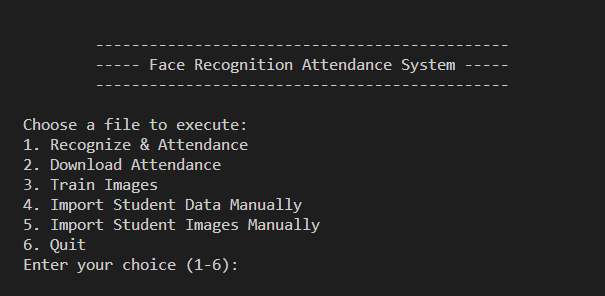 ----------------------------------------------
----- Face Recognition Attendance System -----
----------------------------------------------
Choose a file to execute:
1. Recognize & Attendance
2. Download Attendance
3. Train Images
4. Import Student Data Manually
5. Import Student Images Manually
6. Quit
Enter your choice (1-6):